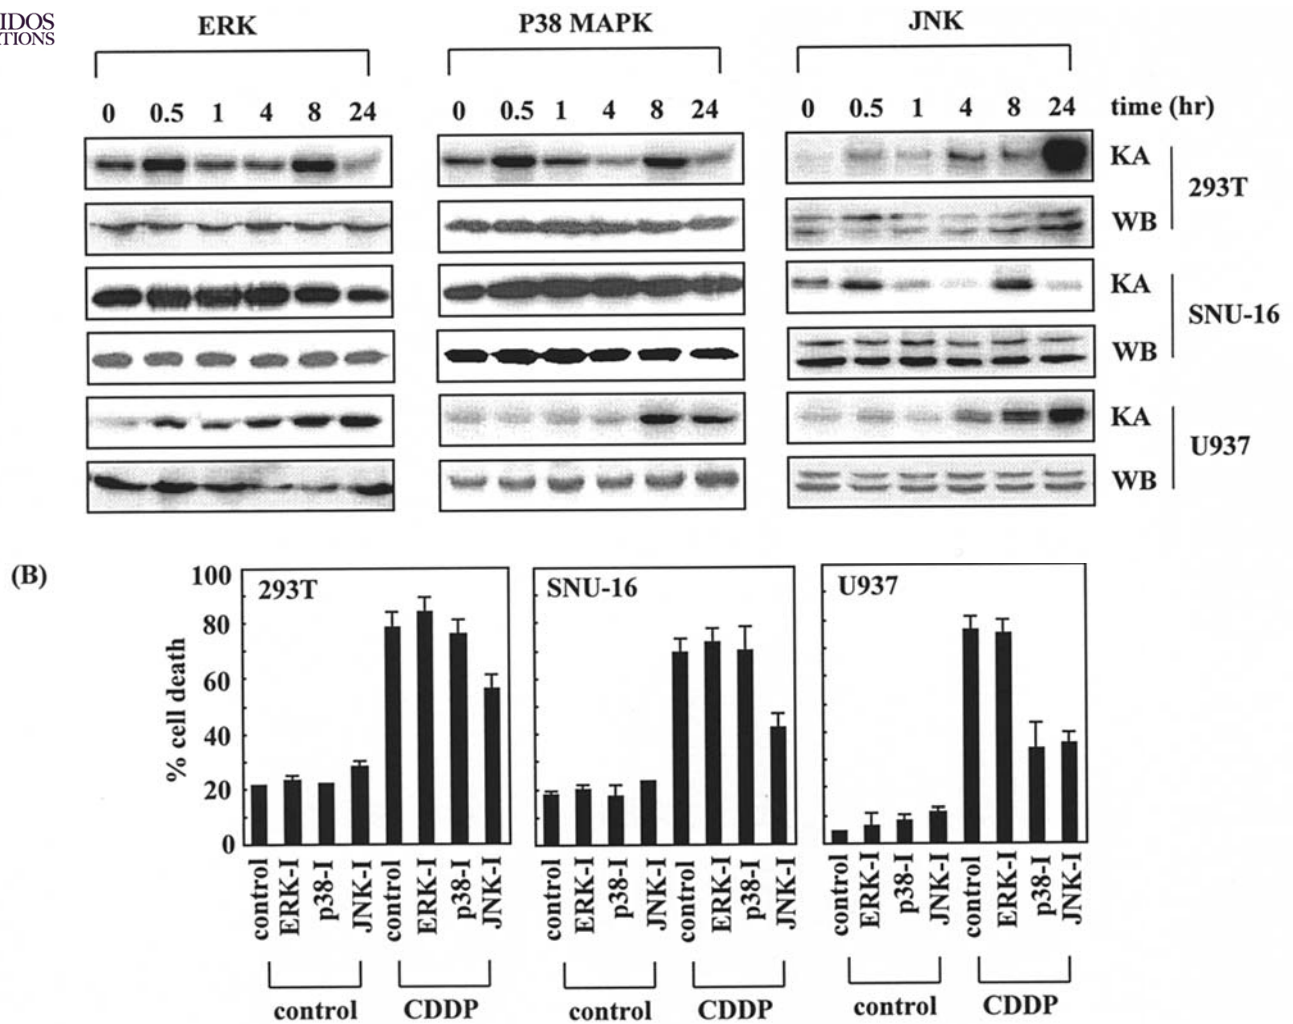 IDOS
ATIONS
ERK P38 MAPK JNK
0 0.5 1 4 8 24 0 0.5 1 4 8 24 0 0.5 1 4 8 24 time (hr)
KA
293T
WB
KA
SNU-16
WB
KA
U937
WB
(B)
% cell death
100
80
60
40
20
0
293T SNU-16 U937
control ERK-I p38-I JNK-I control ERK-I p38-I JNK-I control ERK-I p38-I JNK-I control ERK-I p38-I JNK-I control ERK-I p38-I JNK-I control ERK-I p38-I JNK-I
control CDDP control CDDP control CDDP